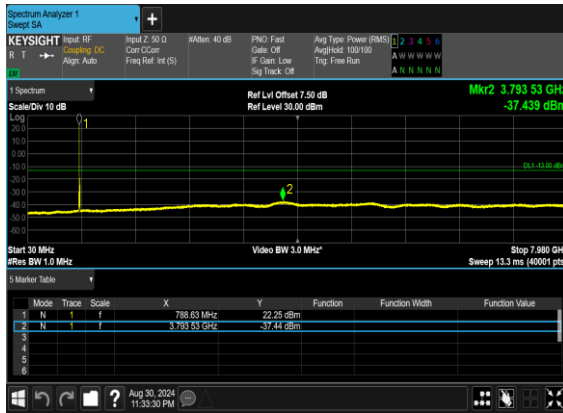 Spectrum Analyzer 1
Swept SA
KEYSIGHT Input: RF Input Z: 50 Ω #Atten: 40 dB PNO: Fast Avg Type: Power (RMS) 1 2 3 4 5 6
R T Coupling: DC Corr CCorr Gate: Off Avg|Hold: 100/100 A W W W W W
Align: Auto Freq Ref: Int (S) IF Gain: Low Trig: Free Run
LXI Sig Track: Off A N N N N N
1 Spectrum Ref Lvl Offset 7.50 dB Mkr2 3.793 53 GHz
Scale/Div 10 dB Ref Level 30.00 dBm -37.439 dBm
Log
20.0 1
10.0
0.00
-10.0 DL1 -13.00 dBm
-20.0
-30.0 2
-40.0
-50.0
-60.0
Start 30 MHz Video BW 3.0 MHz* Stop 7.980 GHz
#Res BW 1.0 MHz Sweep 13.3 ms (40001 pts)
5 Marker Table
Mode Trace Scale X Y Function Function Width Function Value
1 N 1 f 788.63 MHz 22.25 dBm
2 N 1 f 3.793 53 GHz -37.44 dBm
3
4
5
6
? Aug 30, 2024
11:33:30 PM